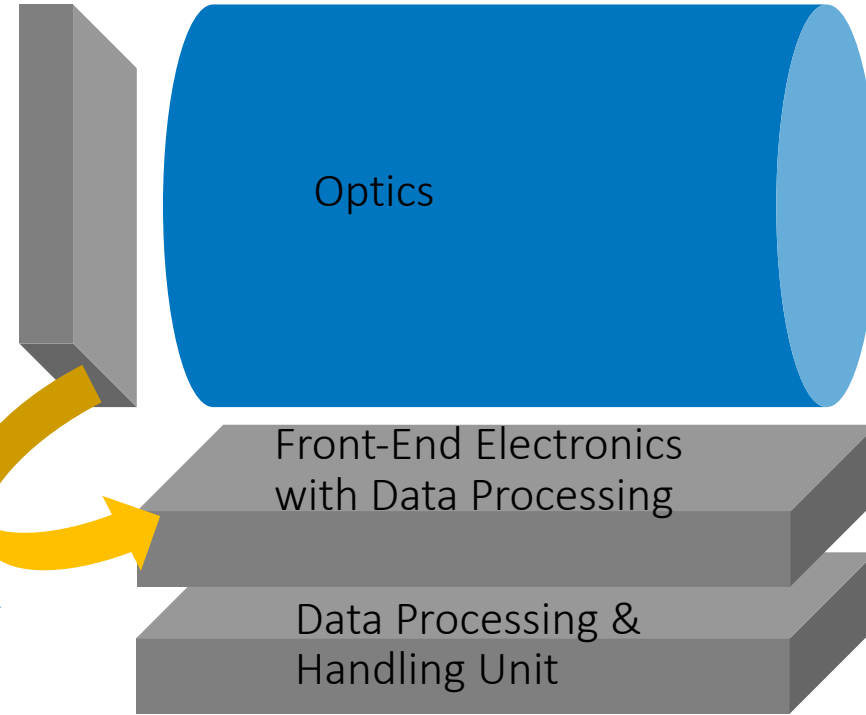 Optics
Front-End Electronics
with Data Processing
Data Processing &
Handling Unit